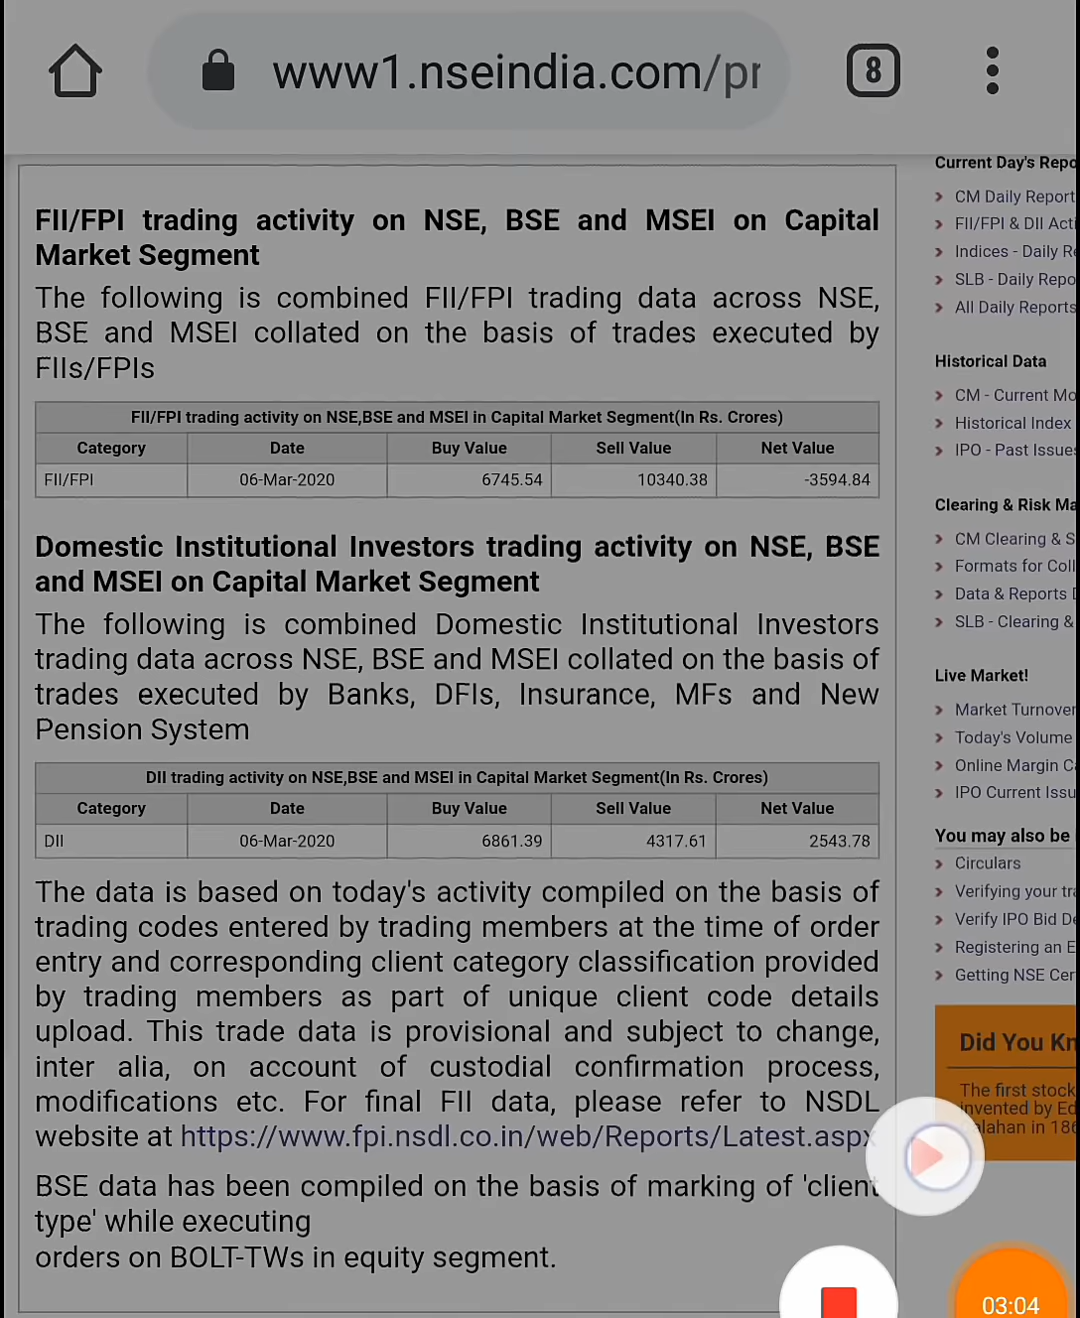 www1.nseindia.com/pr
8
FII/FPI trading activity on NSE, BSE and MSEI on Capital
Market Segment
The following is combined FII/FPI trading data across NSE,
BSE and MSEI collated on the basis of trades executed by
FIIs/FPIs
FII/FPI trading activity on NSE,BSE and MSEI in Capital Market Segment(In Rs. Crores)
Category Date Buy Value Sell Value Net Value
FII/FPI 06-Mar-2020 6745.54 10340.38 -3594.84
Domestic Institutional Investors trading activity on NSE, BSE
and MSEI on Capital Market Segment
The following is combined Domestic Institutional Investors
trading data across NSE, BSE and MSEI collated on the basis of
trades executed by Banks, DFIs, Insurance, MFs and New
Pension System
DII trading activity on NSE,BSE and MSEI in Capital Market Segment(In Rs. Crores)
Category Date Buy Value Sell Value Net Value
DII 06-Mar-2020 6861.39 4317.61 2543.78
The data is based on today's activity compiled on the basis of
trading codes entered by trading members at the time of order
entry and corresponding client category classification provided
by trading members as part of unique client code details
upload. This trade data is provisional and subject to change,
inter alia, on account of custodial confirmation process,
modifications etc. For final FII data, please refer to NSDL
website at https://www.fpi.nsdl.co.in/web/Reports/Latest.aspx
BSE data has been compiled on the basis of marking of 'client
type' while executing
orders on BOLT-TWs in equity segment.
Current Day's Repo
CM Daily Report
FII/FPI & DII Acti
Indices - Daily Re
SLB - Daily Repo
All Daily Reports
Historical Data
CM - Current Mo
Historical Index
IPO - Past Issues
Clearing & Risk Ma
CM Clearing & S
Formats for Coll
Data & Reports
SLB - Clearing &
Live Market!
Market Turnover
Today's Volume
Online Margin Ca
IPO Current Issu
You may also be
Circulars
Verifying your tra
Verify IPO Bid De
Registering an E
Getting NSE Cer
Did You Kn
The first stock
invented by Ed
alahan in 186
03:04